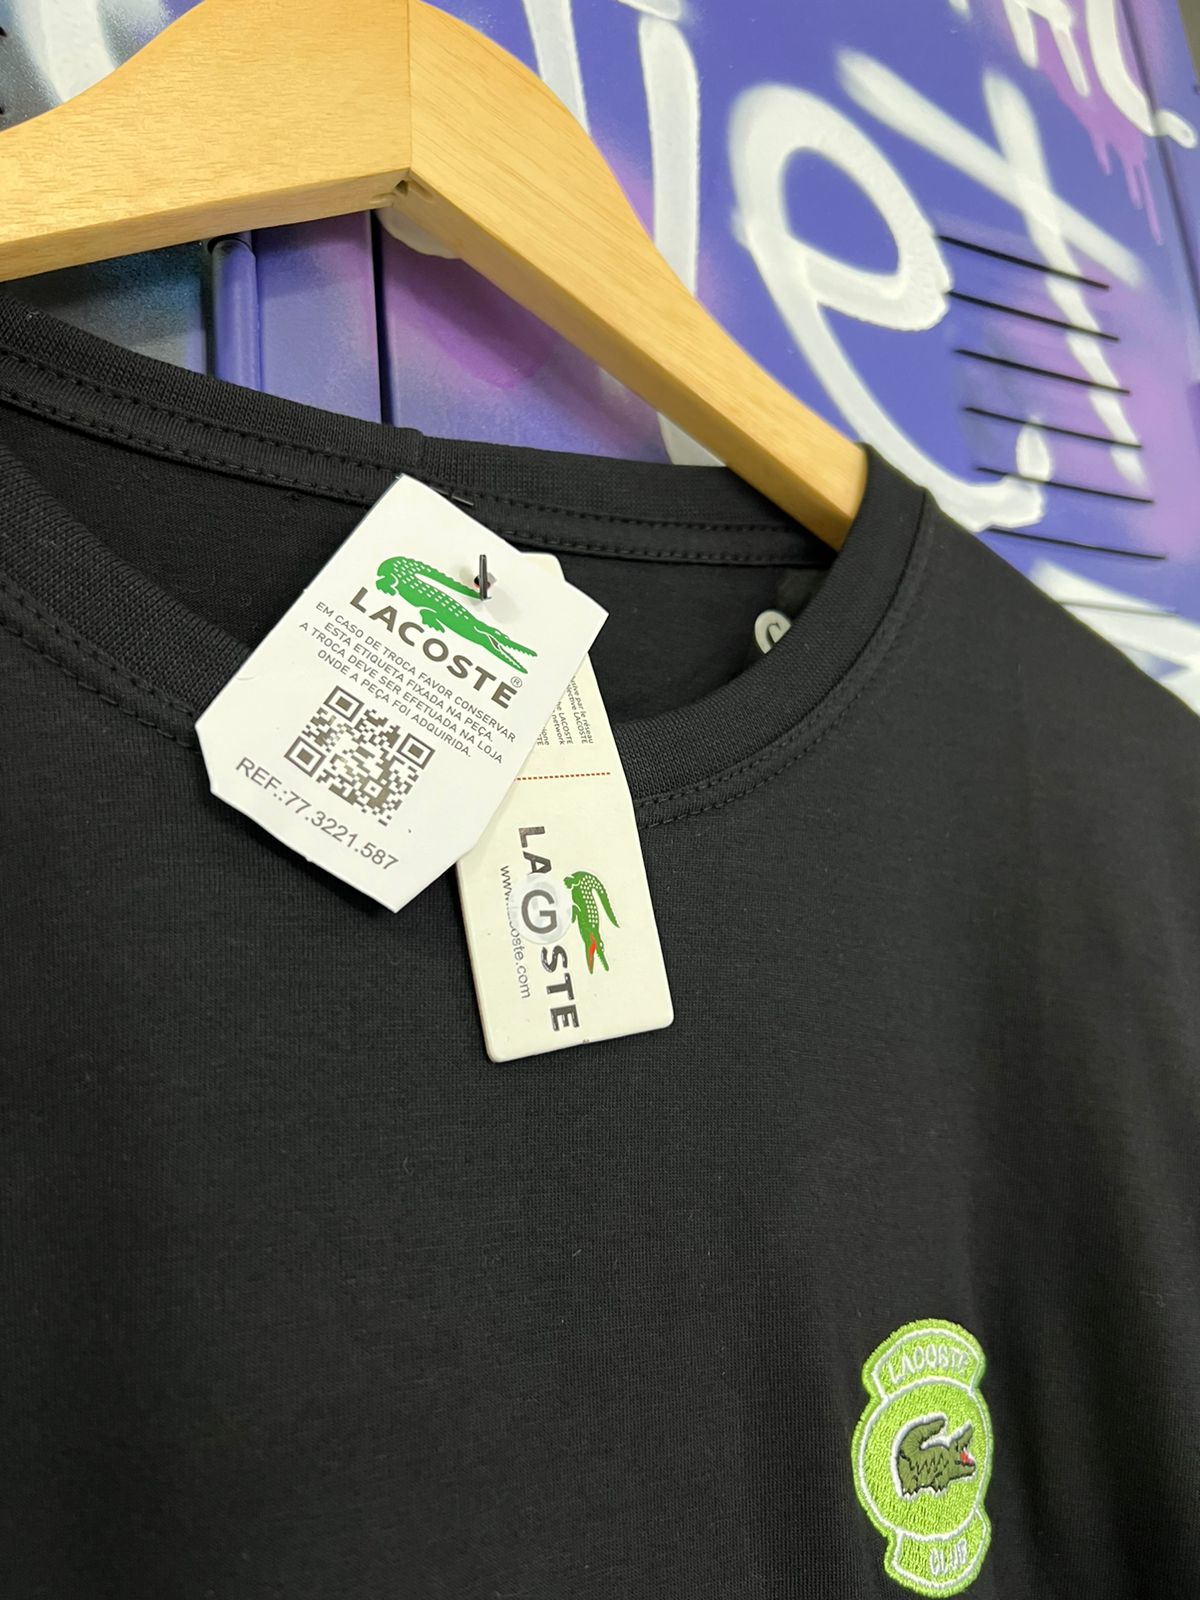 LACOSTE®
EM CASO DE TROCA FAVOR CONSERVAR
ESTA ETIQUETA FIXADA NA PEÇA.
A TROCA DEVE SER EFETUADA NA LOJA
ONDE A PEÇA FOI ADQUIRIDA.
REF.:77.3221.587
LACOSTE
www.lacoste.com
LACOSTE
CLUB